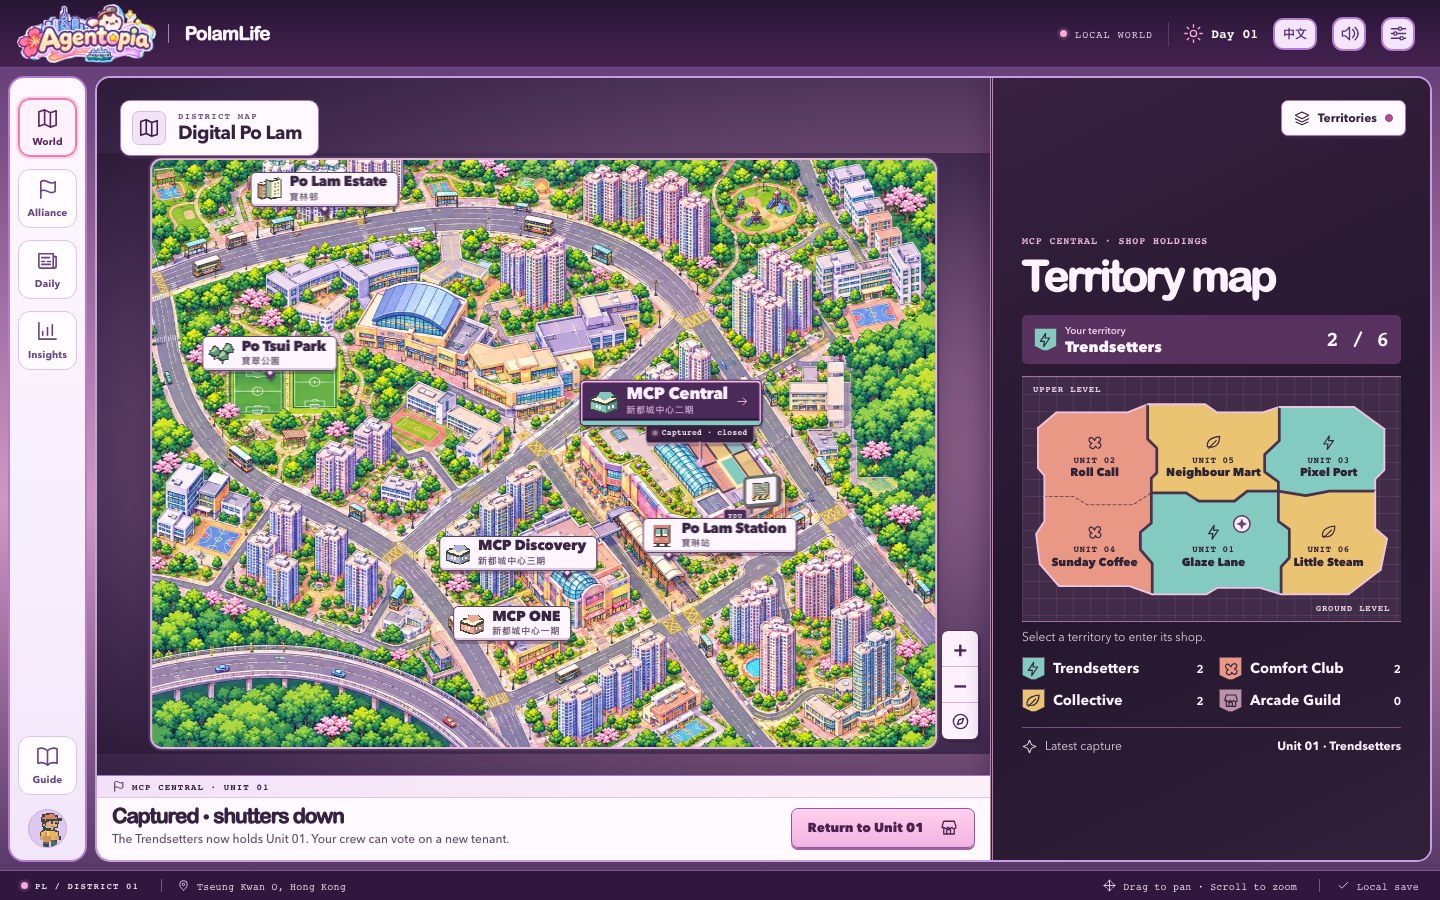 Agentopia
PolamLife
LOCAL WORLD
Day 01
中文
World
Alliance
Daily
Insights
Guide
DISTRICT MAP
Digital Po Lam
Po Lam Estate
寶林邨
Po Tsui Park
寶翠公園
MCP Central
新都城中心二期
Captured · closed
YOU
Po Lam Station
寶琳站
MCP Discovery
新都城中心三期
MCP ONE
新都城中心一期
+
−
MCP CENTRAL · UNIT 01
Captured • shutters down
The Trendsetters now holds Unit 01. Your crew can vote on a new tenant.
Return to Unit 01
Territories
MCP CENTRAL · SHOP HOLDINGS
Territory map
Your territory
Trendsetters
2 / 6
UPPER LEVEL
UNIT 02
Roll Call
UNIT 05
Neighbour Mart
UNIT 03
Pixel Port
UNIT 04
Sunday Coffee
UNIT 01
Glaze Lane
UNIT 06
Little Steam
GROUND LEVEL
Select a territory to enter its shop.
Trendsetters 2
Comfort Club 2
Collective 2
Arcade Guild 0
Latest capture
Unit 01 · Trendsetters
PL / DISTRICT 01
Tseung Kwan O, Hong Kong
Drag to pan · Scroll to zoom
Local save